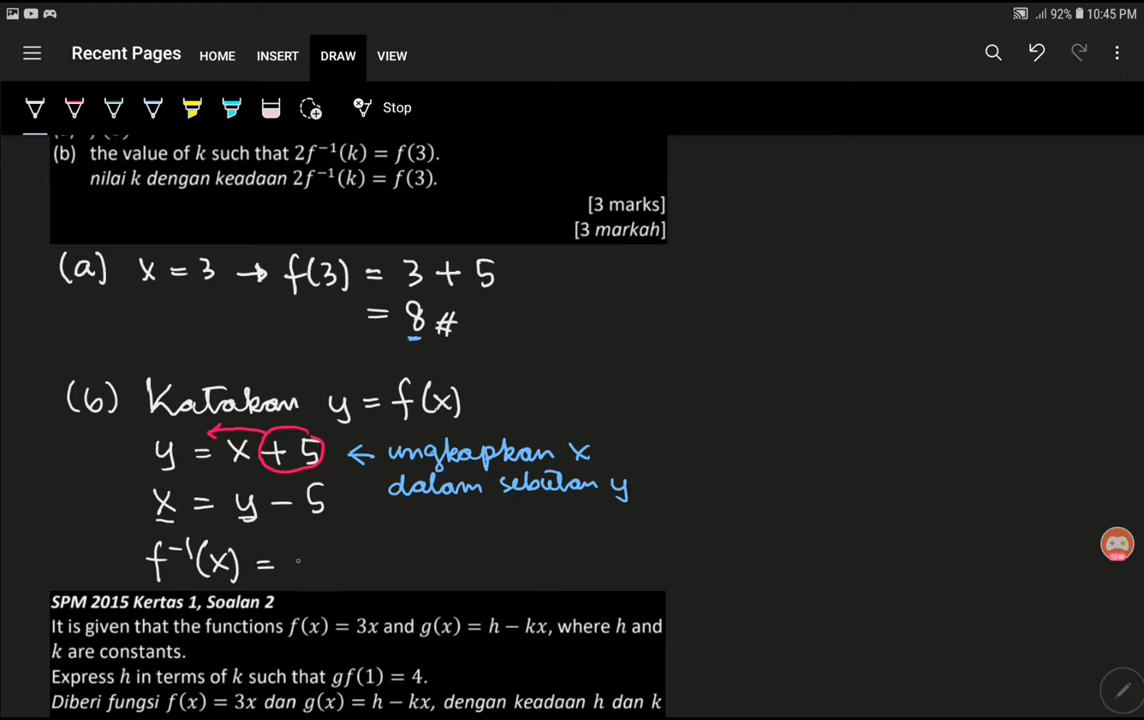 92% 10:45 PM
Recent Pages HOME INSERT DRAW VIEW
Stop
(b) the value of k such that 2f⁻¹(k) = f(3).
nilai k dengan keadaan 2f⁻¹(k) = f(3).
[3 marks]
[3 markah]
(a) x = 3 → f(3) = 3 + 5
= 8 #
(b) Katakan y = f(x)
y = x + 5 ← ungkapkan x
dalam sebutan y
x = y - 5
f⁻¹(x) =
SPM 2015 Kertas 1, Soalan 2
It is given that the functions f(x) = 3x and g(x) = h − kx, where h and
k are constants.
Express h in terms of k such that gf(1) = 4.
Diberi fungsi f(x) = 3x dan g(x) = h − kx, dengan keadaan h dan k